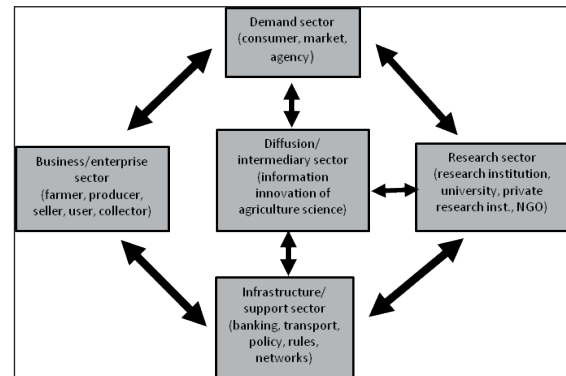 Demand sector
(consumer, market,
agency)
Business/enterprise
sector
(farmer, producer,
seller, user, collector)
Diffusion/
intermediary sector
(information
innovation of
agriculture science)
Research sector
(research institution,
university, private
research inst., NGO)
Infrastructure/
support sector
(banking, transport,
policy, rules,
networks)